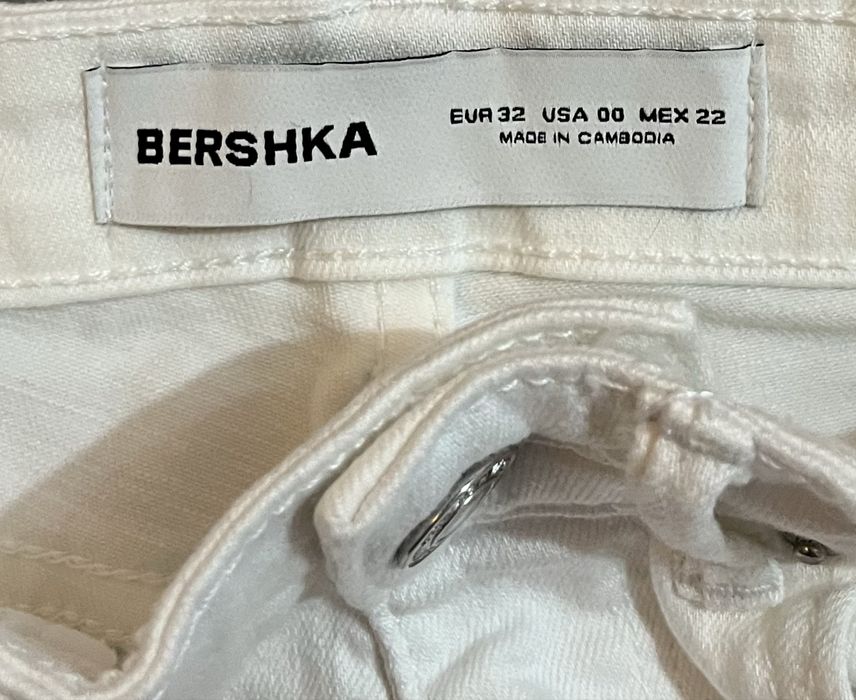 BERSHKA
EUR 32 USA 00 MEX 22
MADE IN CAMBODIA